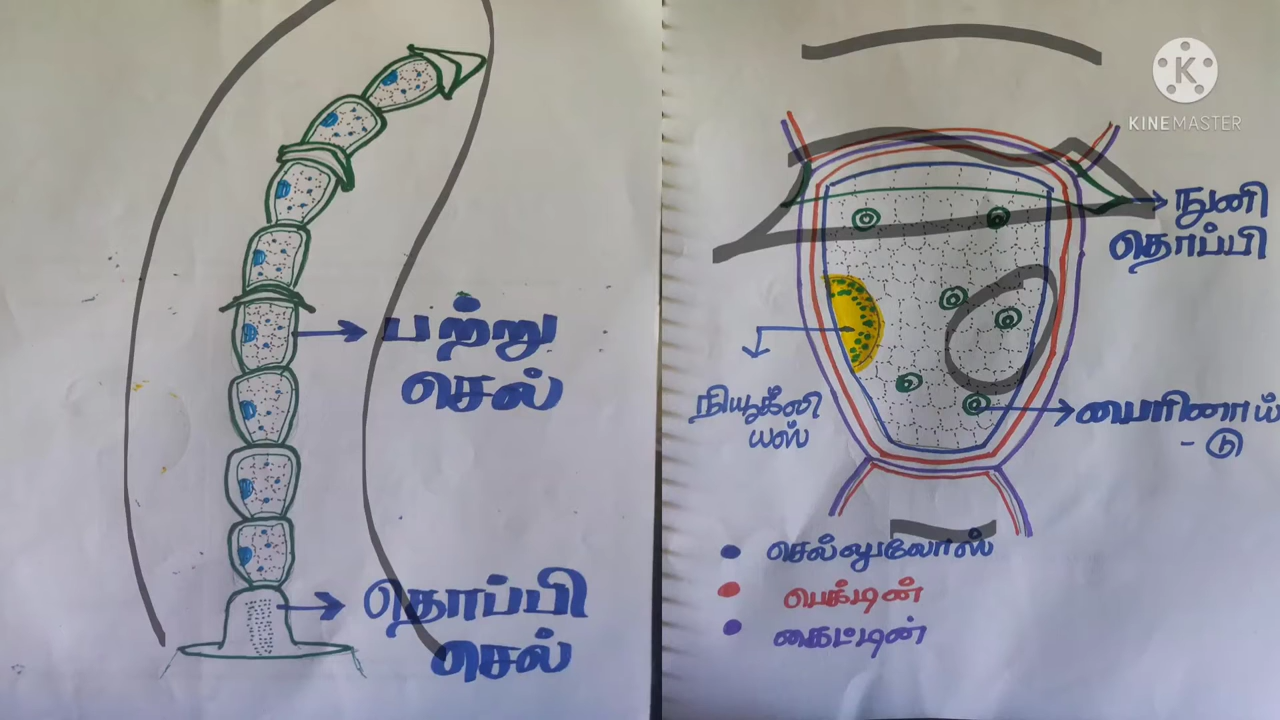 பற்று
செல்
தொப்பி
செல்
K
KINEMASTER
நுனி
தொப்பி
நியூக்லி
யஸ்
பைரினாய்
- டு
செல்லுலோஸ்
பெக்டின்
கைட்டின்